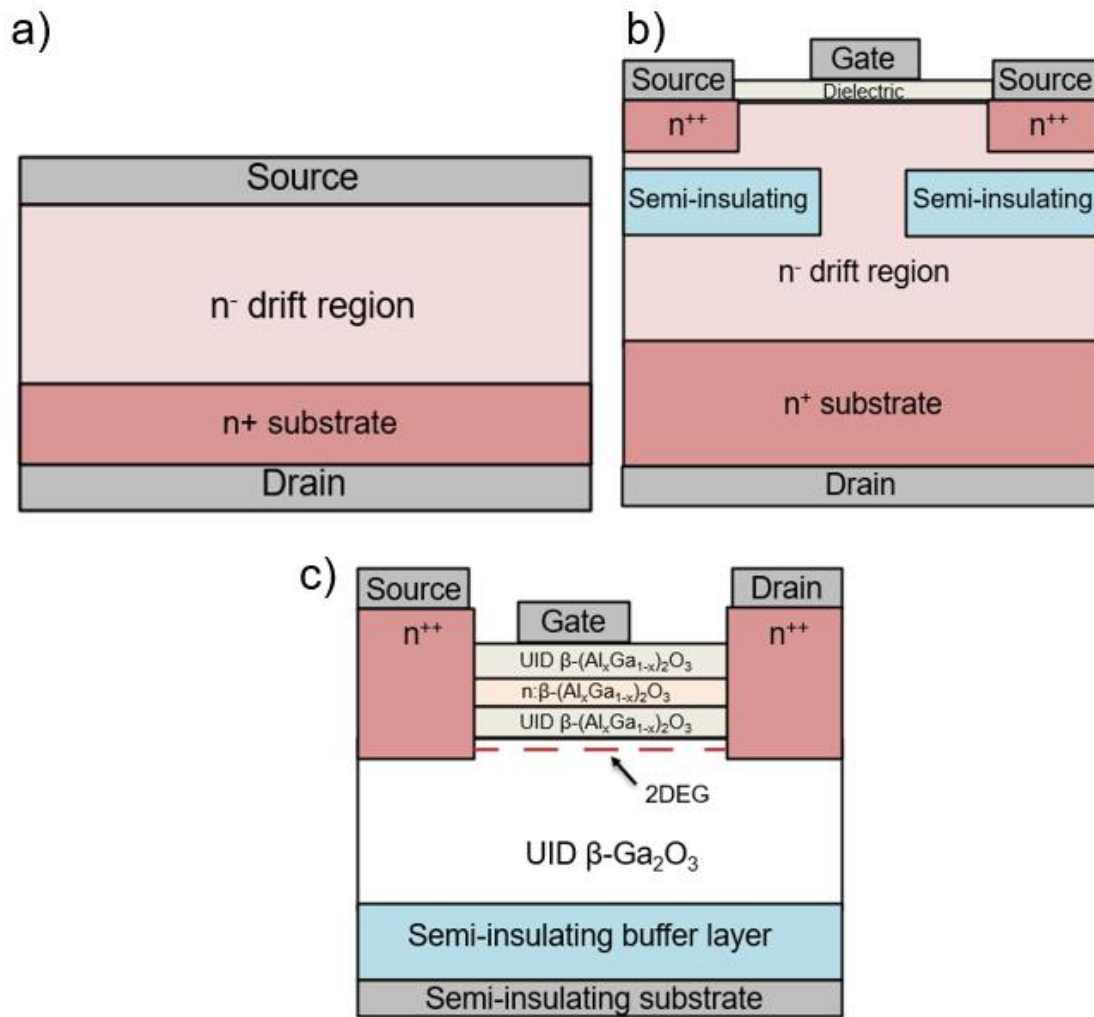 a)
Source
n⁻ drift region
n+ substrate
Drain
b)
Gate
Source
Source
Dielectric
n⁺⁺
n⁺⁺
Semi-insulating
Semi-insulating
n⁻ drift region
n⁺ substrate
Drain
c)
Source
Drain
n⁺⁺
n⁺⁺
Gate
UID β-(AlₓGa₁₋ₓ)₂O₃
n:β-(AlₓGa₁₋ₓ)₂O₃
UID β-(AlₓGa₁₋ₓ)₂O₃
2DEG
UID β-Ga₂O₃
Semi-insulating buffer layer
Semi-insulating substrate